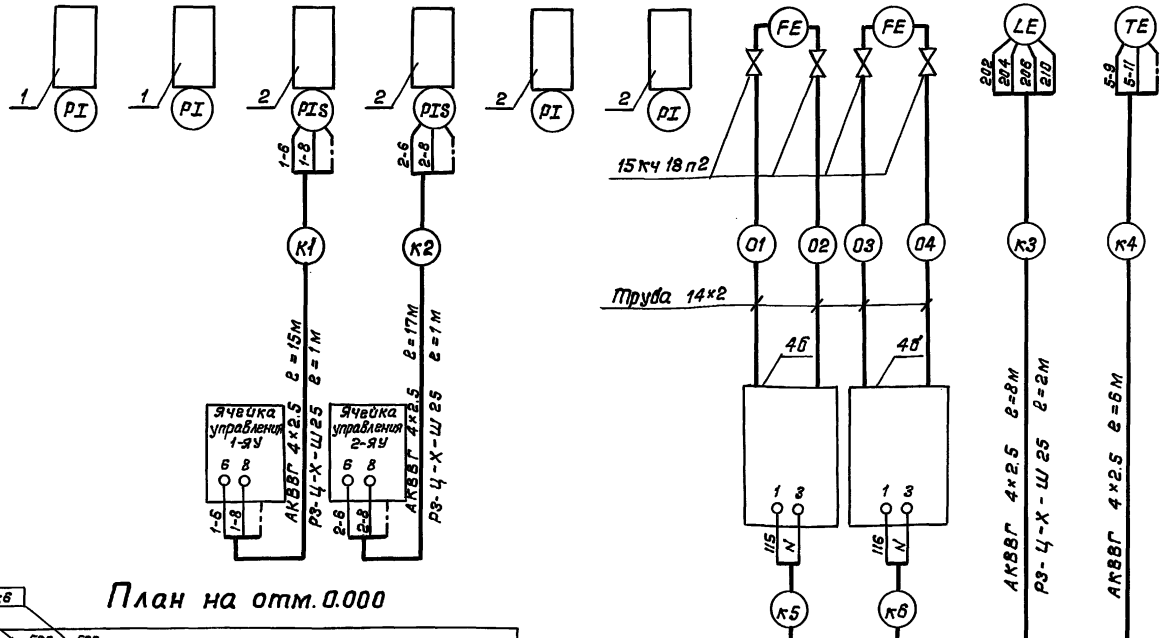 FE FE LE TE
1 1 2 2 2 2
PI PI PIS PIS PI PI
202 204 206 210
5-9 5-11
1-6 1-8
2-6 2-8
15кч 18п2
К1 к2 01 02 03 04 к3 к4
Труба 14×2
4б 4б
Ячейка управления 1-ЯУ
6 8
1-6 1-8
АКВВГ 4×2.5 ℓ=15м
РЗ-Ц-Х-Ш25 ℓ=1м
Ячейка управления 2-ЯУ
6 8
2-6 2-8
АКВВГ 4×2.5 ℓ=17м
РЗ-Ц-Х-Ш25 ℓ=1м
1 3
115 N
1 3
116 N
АКВВГ 4×2.5 ℓ=8м
РЗ-Ц-Х-Ш25 ℓ=2м
АКВВГ 4×2.5 ℓ=6м
к5 к6
План на отм. 0.000